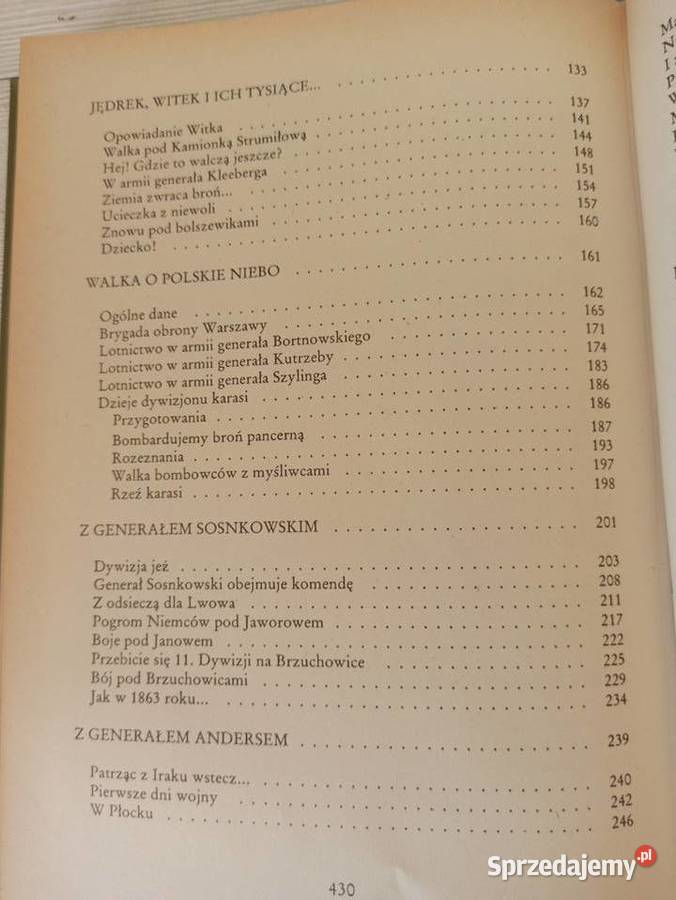 JĘDREK, WITEK I ICH TYSIĄCE... 133
Opowiadanie Witka 137
Walka pod Kamionką Strumiłową 141
Hej! Gdzie to walczą jeszcze? 144
W armii generała Kleeberga 148
Ziemia zwraca broń... 151
Ucieczka z niewoli 154
Znowu pod bolszewikami 157
Dziecko! 160
WALKA O POLSKIE NIEBO 161
Ogólne dane 162
Brygada obrony Warszawy 165
Lotnictwo w armii generała Bortnowskiego 171
Lotnictwo w armii generała Kutrzeby 174
Lotnictwo w armii generała Szylinga 183
Dzieje dywizjonu karasi 186
Przygotowania 186
Bombardujemy broń pancerną 187
Rozeznania 193
Walka bombowców z myśliwcami 197
Rzeź karasi 198
Z GENERAŁEM SOSNKOWSKIM 201
Dywizja jeż 203
Generał Sosnkowski obejmuje komendę 208
Z odsieczą dla Lwowa 211
Pogrom Niemców pod Jaworowem 217
Boje pod Janowem 222
Przebicie się 11. Dywizji na Brzuchowice 225
Bój pod Brzuchowicami 229
Jak w 1863 roku... 234
Z GENERAŁEM ANDERSEM 239
Patrząc z Iraku wstecz... 240
Pierwsze dni wojny 242
W Płocku 246
430
Sprzedajemy.pl